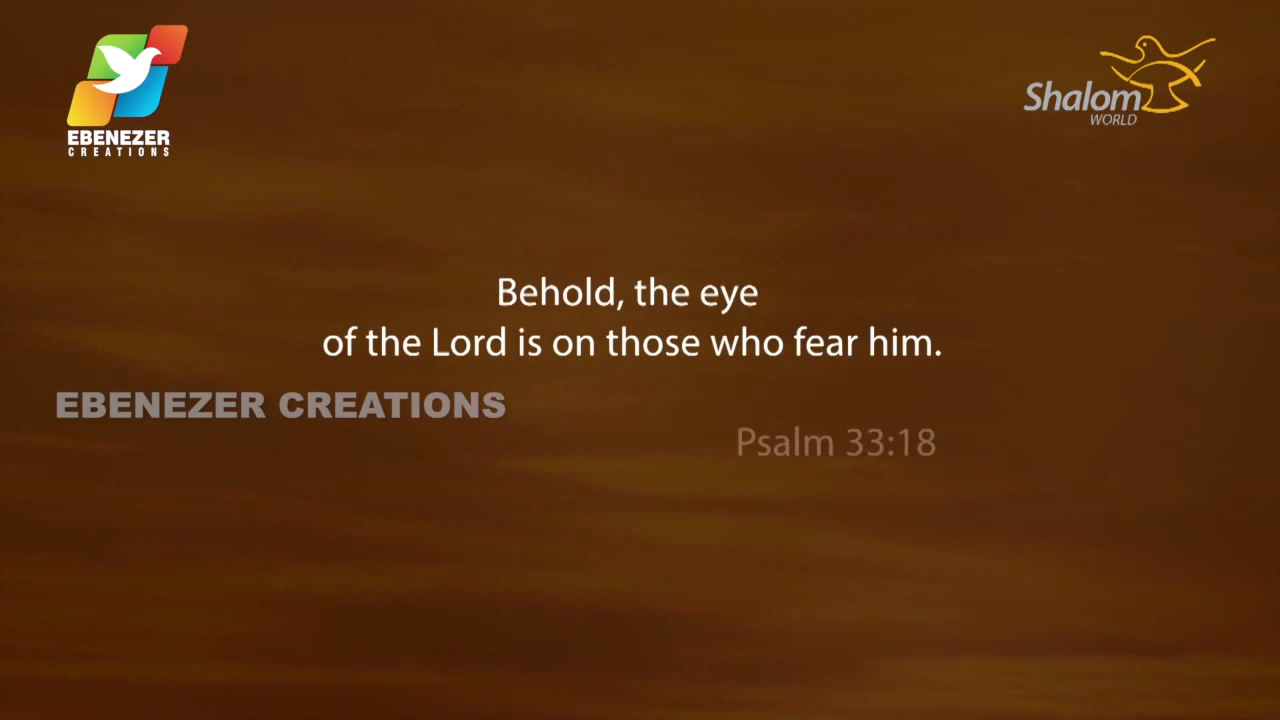 EBENEZER
CREATIONS
Shalom
WORLD
Behold, the eye
of the Lord is on those who fear him.
EBENEZER CREATIONS
Psalm 33:18